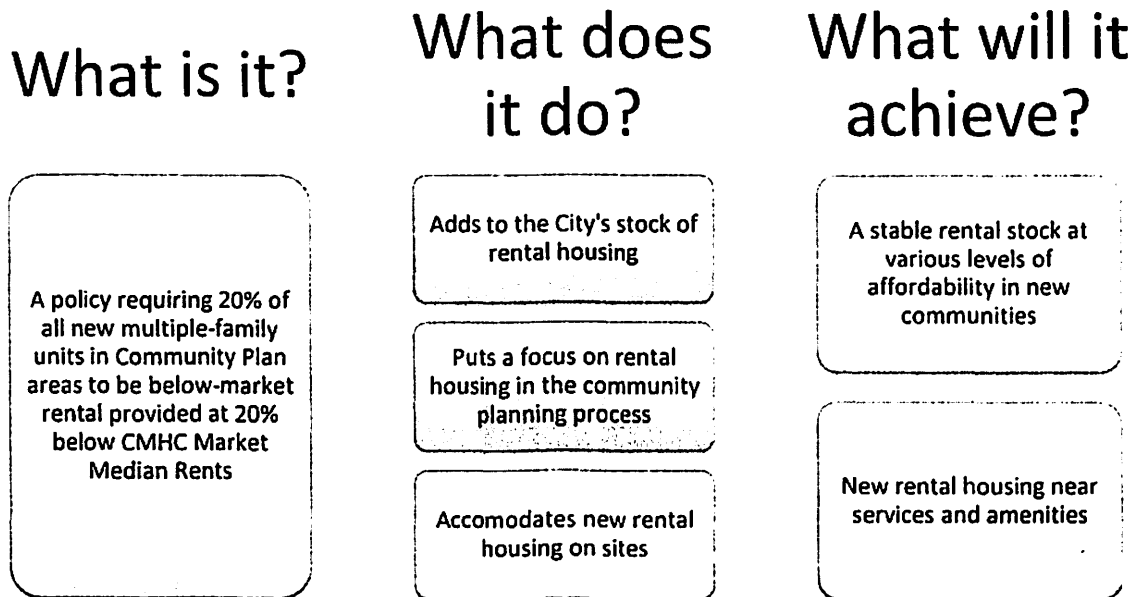 What is it?
A policy requiring 20% of
all new multiple-family
units in Community Plan
areas to be below-market
rental provided at 20%
below CMHC Market
Median Rents
What does
it do?
Adds to the City's stock of
rental housing
Puts a focus on rental
housing in the community
planning process
Accomodates new rental
housing on sites
What will it
achieve?
A stable rental stock at
various levels of
affordability in new
communities
New rental housing near
services and amenities